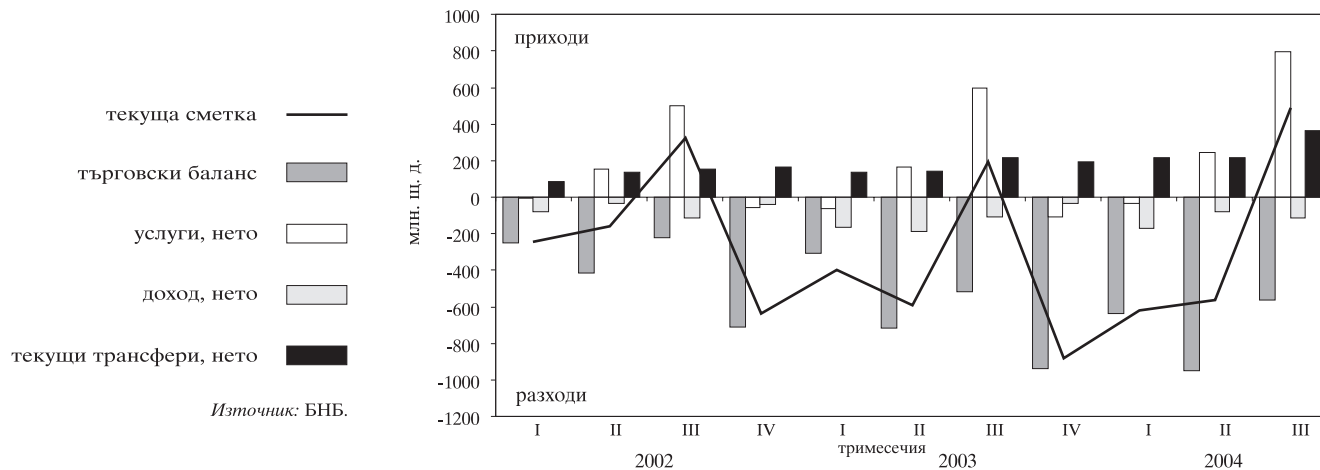 текуща сметка
търговски баланс
услуги, нето
доход, нето
текущи трансфери, нето
Източник: БНБ.
млн. щ. д.
1000
800
600
400
200
0
-200
-400
-600
-800
-1000
-1200
приходи
разходи
I II III IV I II III IV I II III
тримесечия
2002 2003 2004